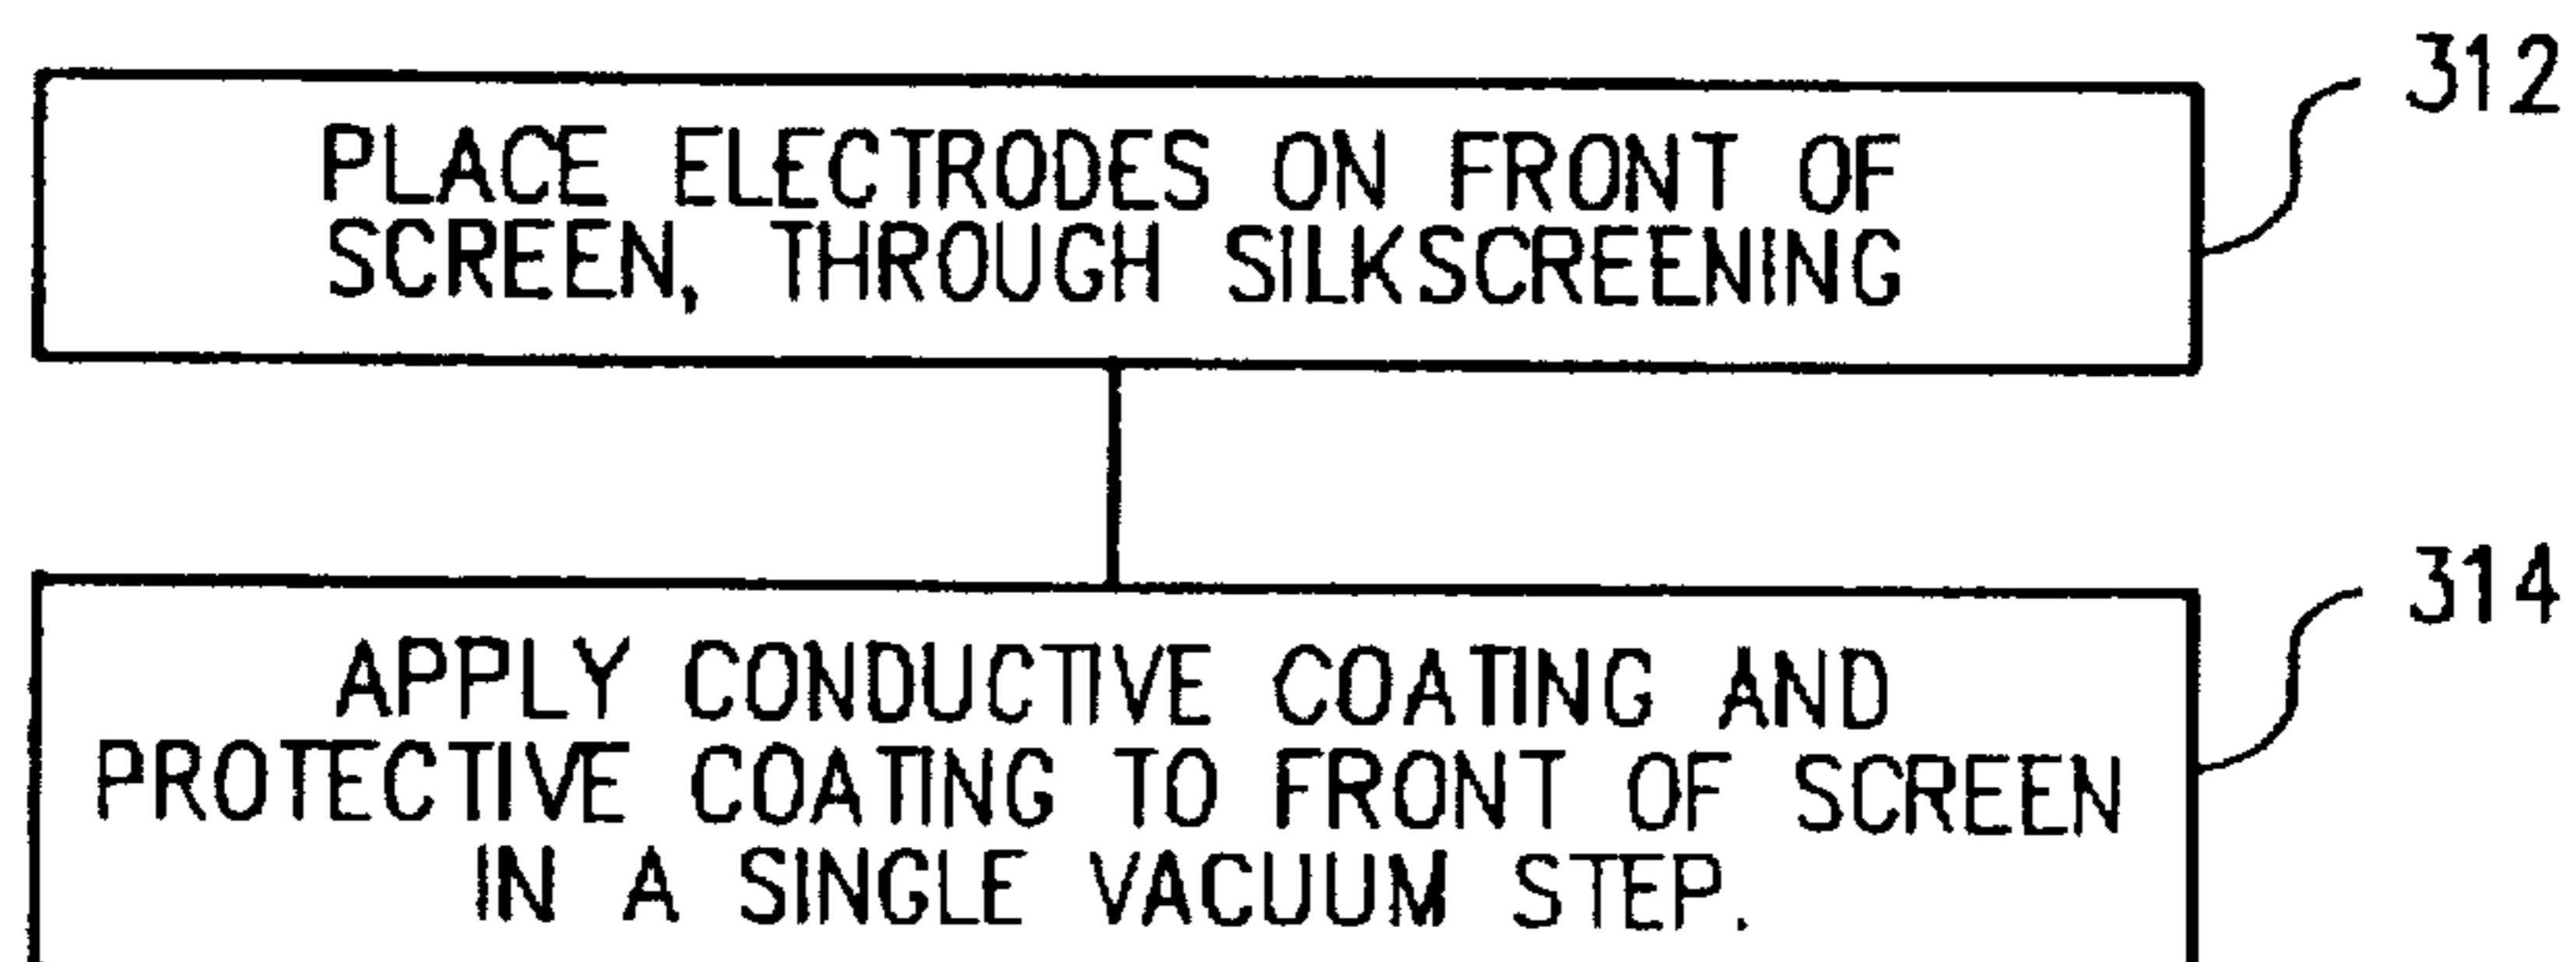 312
PLACE ELECTRODES ON FRONT OF
SCREEN, THROUGH SILKSCREENING
314
APPLY CONDUCTIVE COATING AND
PROTECTIVE COATING TO FRONT OF SCREEN
IN A SINGLE VACUUM STEP.